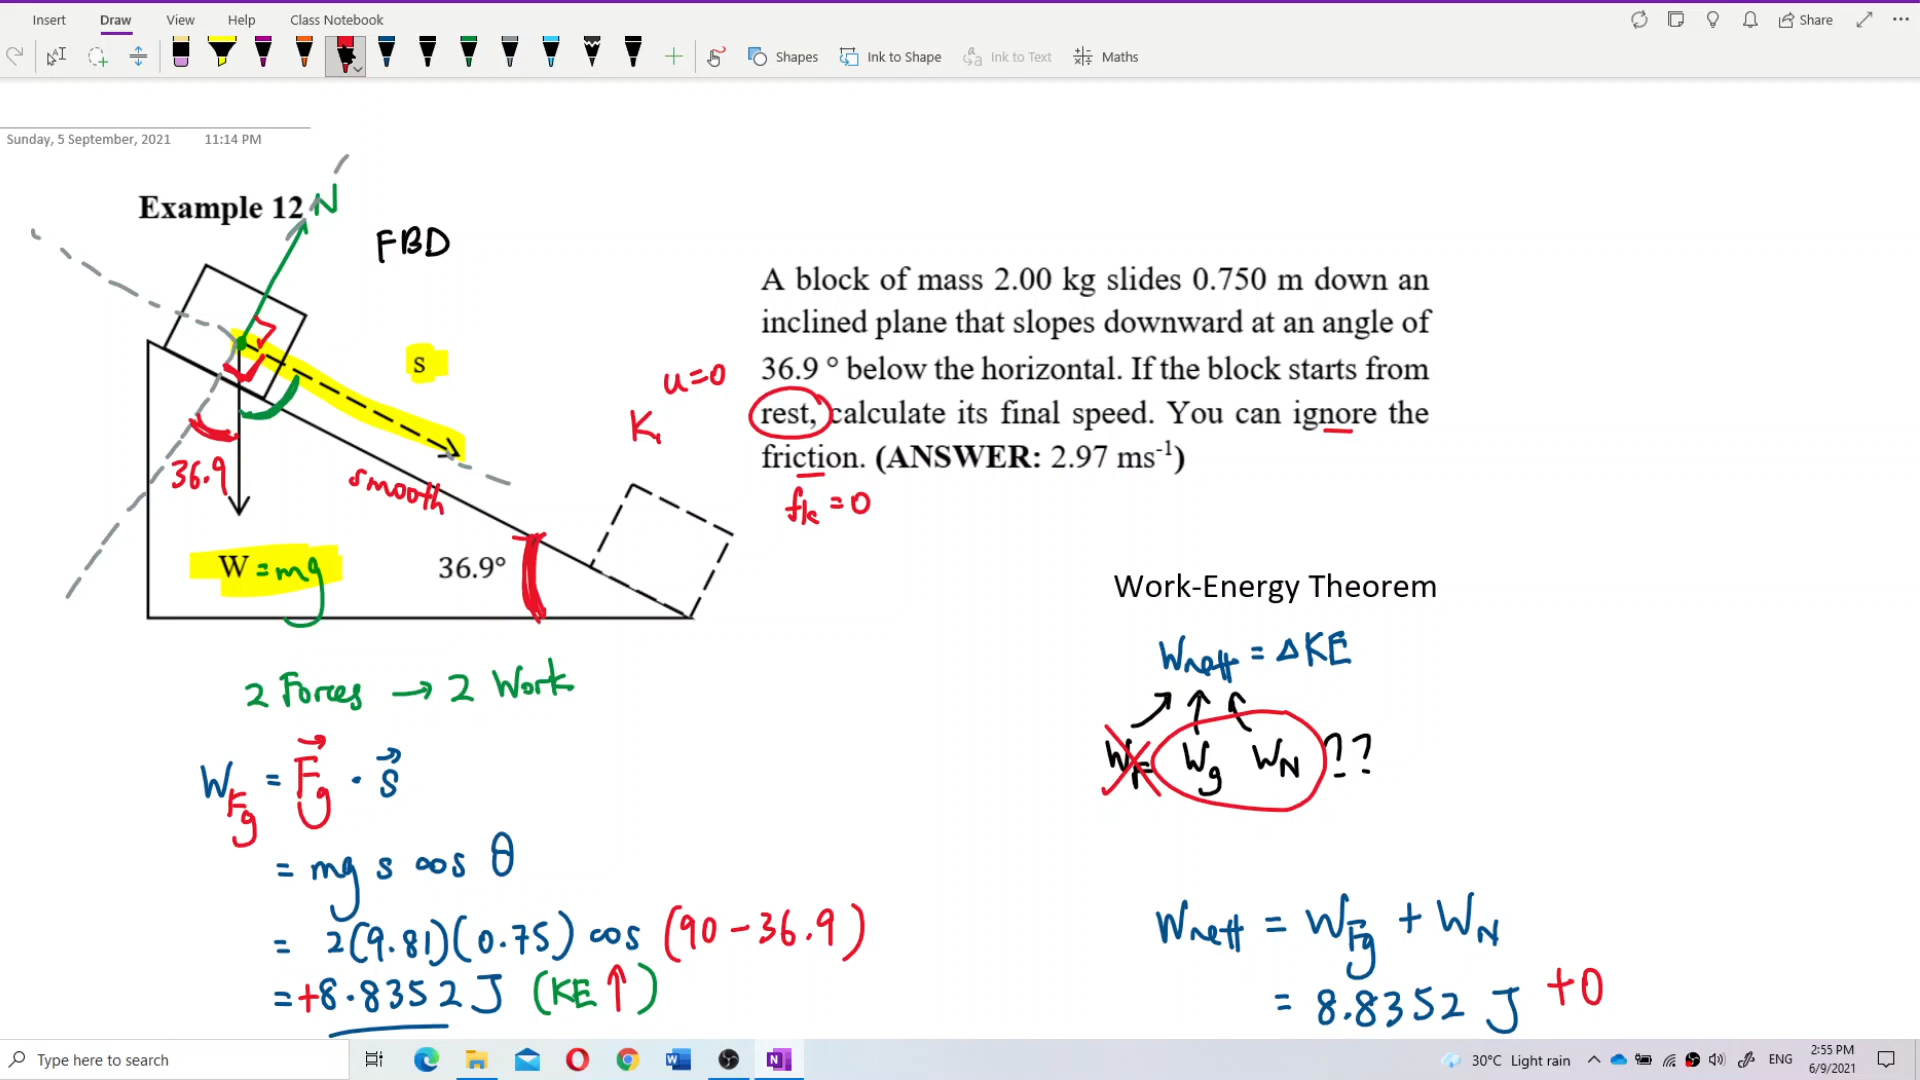 Insert Draw View Help Class Notebook
Share
Shapes Ink to Shape Ink to Text Maths
Sunday, 5 September, 2021 11:14 PM
Example 12
N
FBD
s
A block of mass 2.00 kg slides 0.750 m down an
inclined plane that slopes downward at an angle of
36.9 ° below the horizontal. If the block starts from
rest, calculate its final speed. You can ignore the
friction. (ANSWER: 2.97 ms⁻¹)
u=0
K
fk = 0
36.9
smooth
W = mg
36.9°
Work-Energy Theorem
Wnett = ΔKE
WF Wg WN ??
2 Forces → 2 Work
WFg = Fg · s
= mg s cos θ
= 2(9.81)(0.75) cos (90 - 36.9)
= +8.8352 J (KE ↑)
Wnett = WFg + WN
= 8.8352 J +0
Type here to search
30°C Light rain
ENG
2:55 PM
6/9/2021